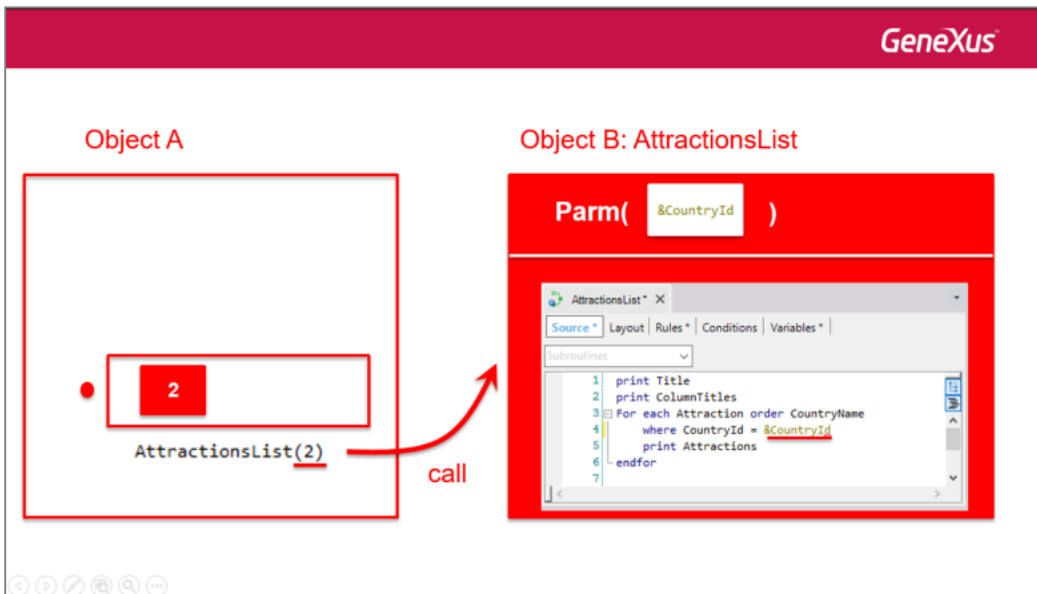 GeneXus
Object A
Object B: AttractionsList
Parm( &CountryId )
AttractionsList*
Source* Layout Rules* Conditions Variables*
Subroutines
1 print Title
2 print ColumnTitles
3 For each Attraction order CountryName
4 where CountryId = &CountryId
5 print Attractions
6 endfor
7
2
AttractionsList(2)
call